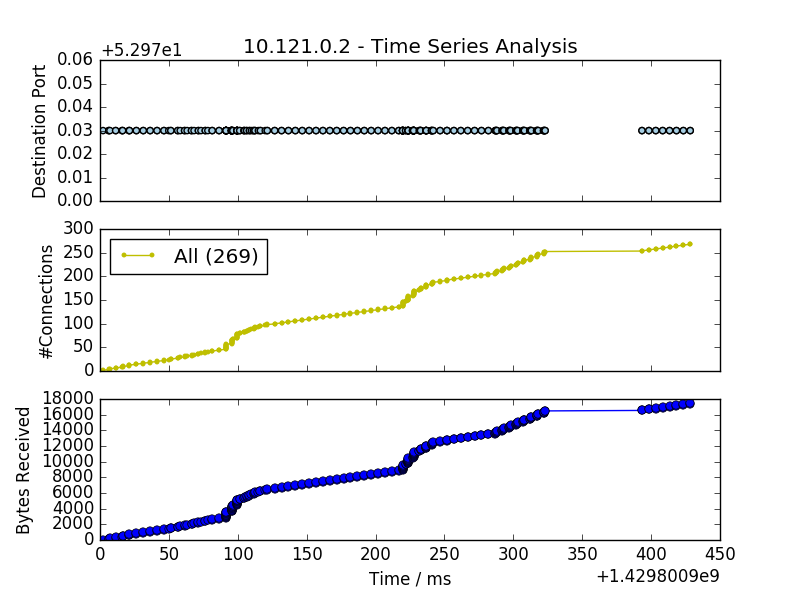 10.121.0.2 - Time Series Analysis
+5.297e1
Destination Port
0.06
0.05
0.04
0.03
0.02
0.01
0.00
#Connections
300
250
200
150
100
50
0
All (269)
Bytes Received
18000
16000
14000
12000
10000
8000
6000
4000
2000
0
0 50 100 150 200 250 300 350 400 450
Time / ms
+1.4298009e9